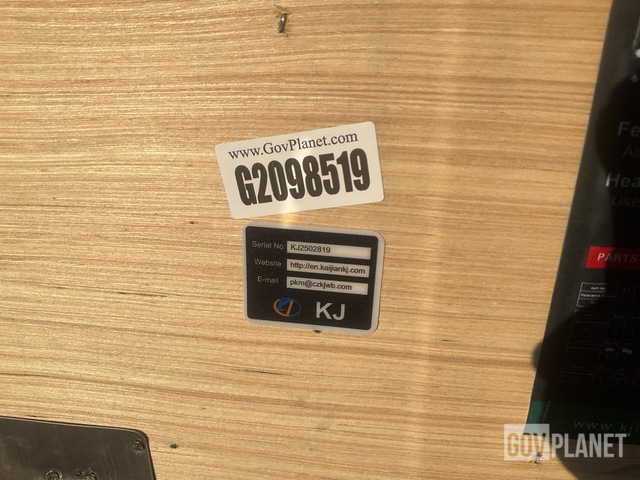 www.GovPlanet.com
G2098519
Serial No KJ2502819
Website http://en.kaijiankj.com
E-mail pkm@czkjwb.com
KJ
PARTS
GOVPLANET